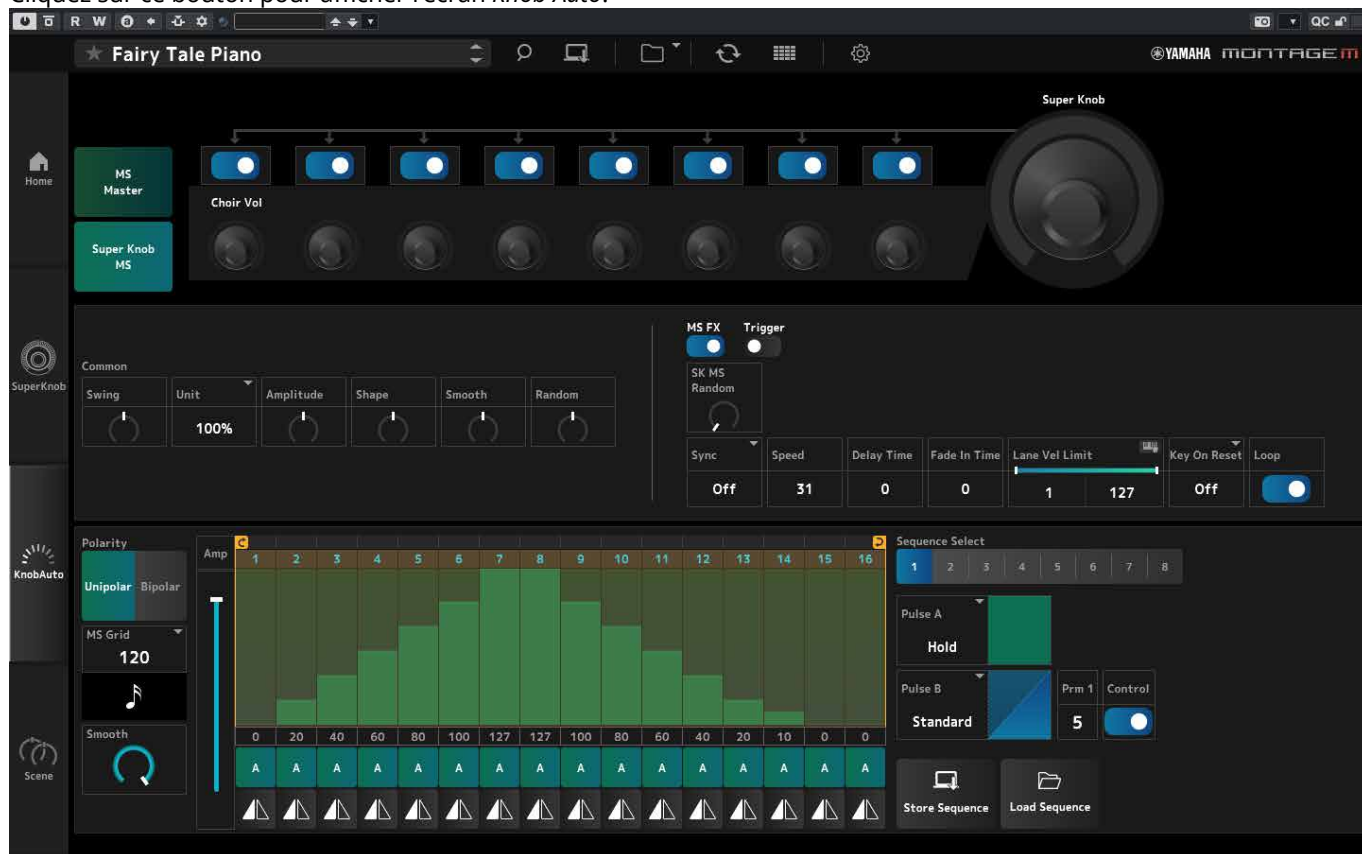 Cliquez sur ce bouton pour afficher l'écran Knob Auto.
R W QC
Fairy Tale Piano YAMAHA MONTAGE M
Super Knob
Home
MS
Master
Choir Vol
Super Knob
MS
MS FX Trigger
SuperKnob
Common
SK MS
Random
Swing Unit Amplitude Shape Smooth Random
100%
Sync Speed Delay Time Fade In Time Lane Vel Limit Key On Reset Loop
Off 31 0 0 1 127 Off
KnobAuto
Polarity
Unipolar Bipolar
MS Grid
120
Smooth
Amp
1 2 3 4 5 6 7 8 9 10 11 12 13 14 15 16
0 20 40 60 80 100 127 127 100 80 60 40 20 10 0 0
A A A A A A A A A A A A A A A A
Sequence Select
1 2 3 4 5 6 7 8
Pulse A
Hold
Pulse B Prm 1 Control
Standard 5
Store Sequence Load Sequence
Scene